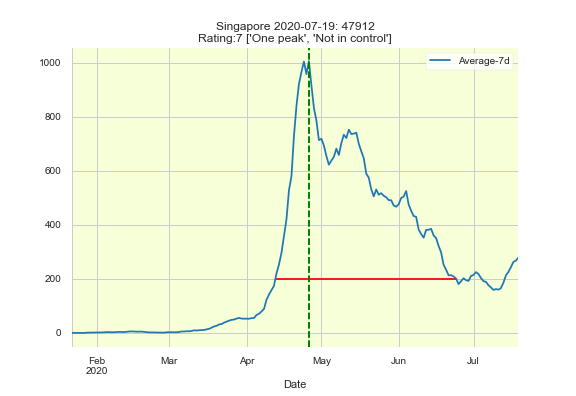 Singapore 2020-07-19: 47912
Rating:7 ['One peak', 'Not in control']
Average-7d
1000
800
600
400
200
0
Feb Mar Apr May Jun Jul
2020
Date